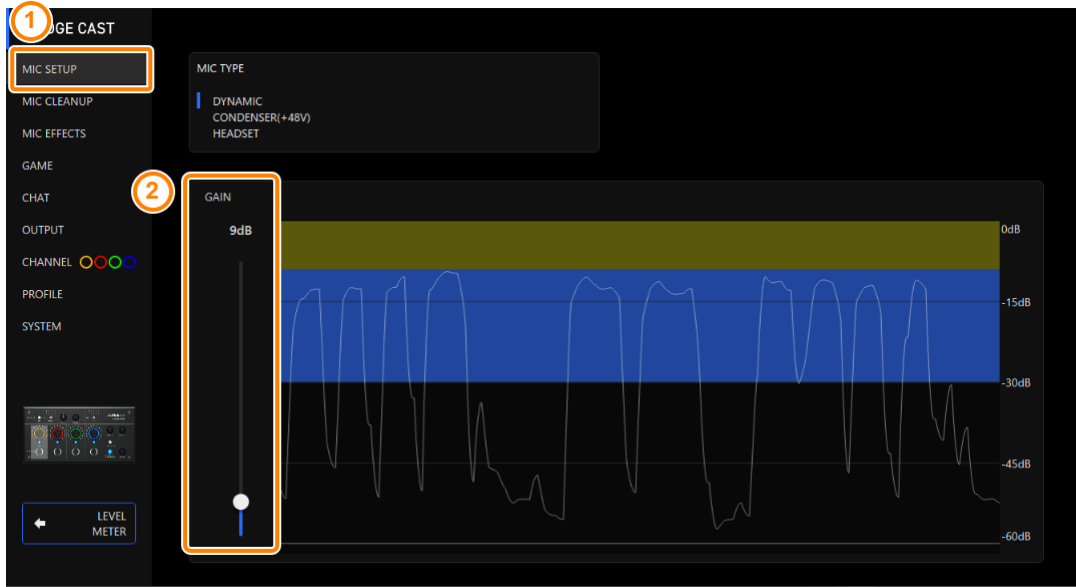 1
DGE CAST
MIC SETUP
MIC CLEANUP
MIC EFFECTS
GAME
CHAT
OUTPUT
CHANNEL
PROFILE
SYSTEM
LEVEL
METER
MIC TYPE
DYNAMIC
CONDENSER(+48V)
HEADSET
2
GAIN
9dB
0dB
-15dB
-30dB
-45dB
-60dB